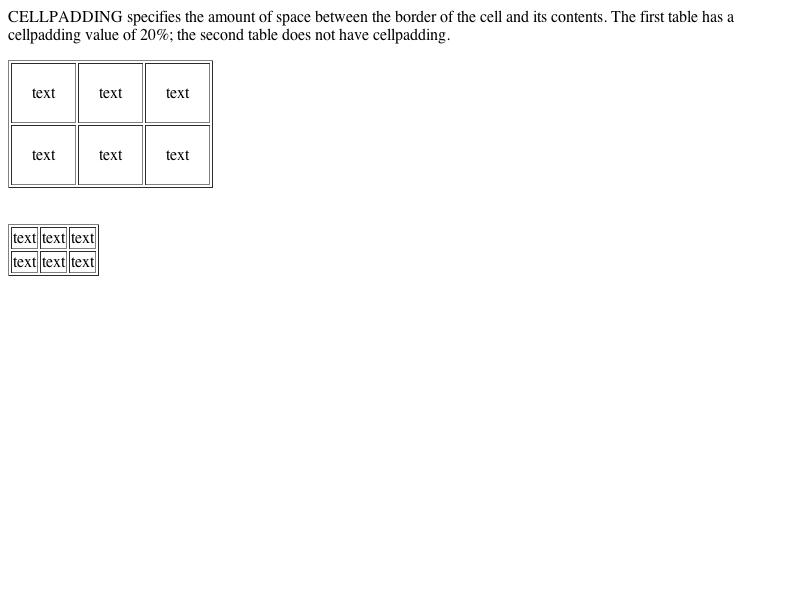 CELLPADDING specifies the amount of space between the border of the cell and its contents. The first table has a
cellpadding value of 20%; the second table does not have cellpadding.
text text text
text text text
text text text
text text text